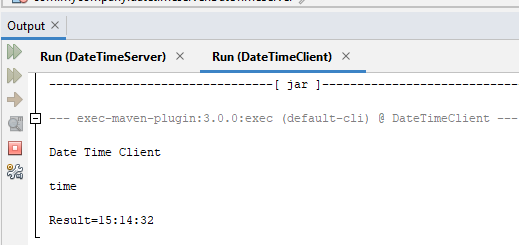 Output ×
Run (DateTimeServer) × Run (DateTimeClient) ×
--------------------------------[ jar ]----------------------------
--- exec-maven-plugin:3.0.0:exec (default-cli) @ DateTimeClient ---
Date Time Client
time
Result=15:14:32